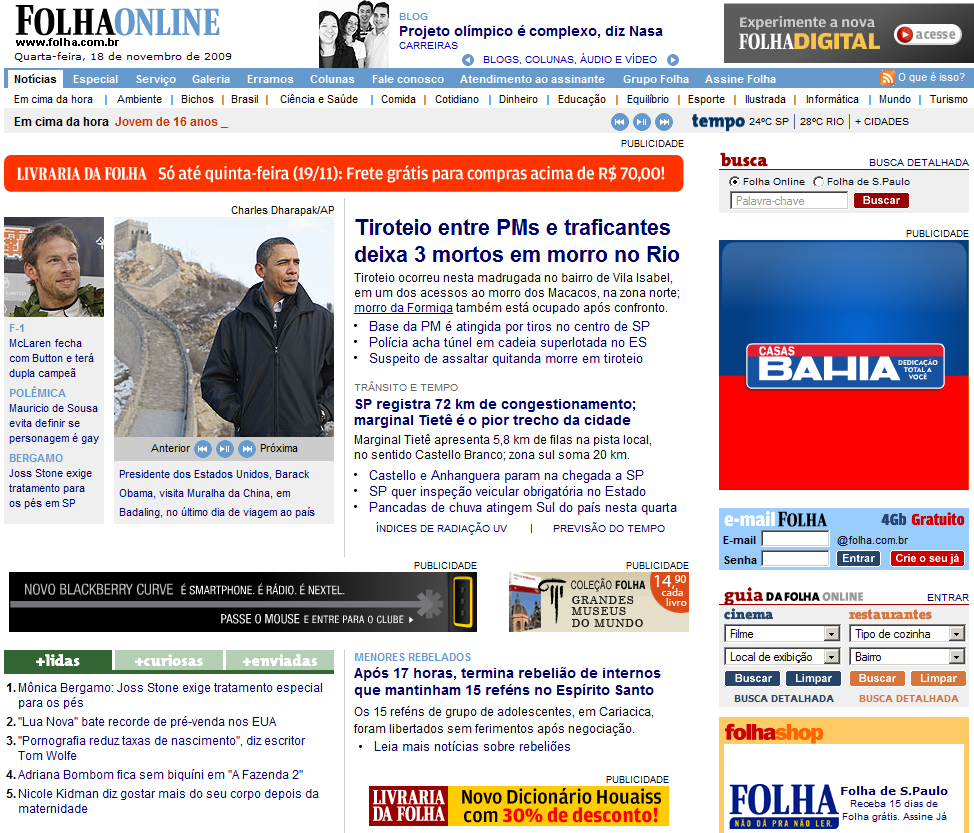 FOLHA ONLINE
www.folha.com.br
Quarta-feira, 18 de novembro de 2009
BLOG
Projeto olímpico é complexo, diz Nasa
CARREIRAS
BLOGS, COLUNAS, ÁUDIO E VÍDEO
Experimente a nova
FOLHADIGITAL
acesse
Notícias Especial Serviço Galeria Erramos Colunas Fale conosco Atendimento ao assinante Grupo Folha Assine Folha
O que é isso?
Em cima da hora | Ambiente | Bichos | Brasil | Ciência e Saúde | Comida | Cotidiano | Dinheiro | Educação | Equilíbrio | Esporte | Ilustrada | Informática | Mundo | Turismo
Em cima da hora Jovem de 16 anos _
tempo 24ºC SP | 28ºC RIO | + CIDADES
PUBLICIDADE
LIVRARIA DA FOLHA Só até quinta-feira (19/11): Frete grátis para compras acima de R$ 70,00!
busca
BUSCA DETALHADA
Folha Online Folha de S.Paulo
Palavra-chave Buscar
PUBLICIDADE
CASAS
BAHIA
DEDICAÇÃO
TOTAL A
VOCÊ
Charles Dharapak/AP
F-1
McLaren fecha
com Button e terá
dupla campeã
POLÊMICA
Mauricio de Sousa
evita definir se
personagem é gay
BERGAMO
Joss Stone exige
tratamento para
os pés em SP
Anterior Próxima
Presidente dos Estados Unidos, Barack
Obama, visita Muralha da China, em
Badaling, no último dia de viagem ao país
Tiroteio entre PMs e traficantes
deixa 3 mortos em morro no Rio
Tiroteio ocorreu nesta madrugada no bairro de Vila Isabel,
em um dos acessos ao morro dos Macacos, na zona norte;
morro da Formiga também está ocupado após confronto.
• Base da PM é atingida por tiros no centro de SP
• Polícia acha túnel em cadeia superlotada no ES
• Suspeito de assaltar quitanda morre em tiroteio
TRÂNSITO E TEMPO
SP registra 72 km de congestionamento;
marginal Tietê é o pior trecho da cidade
Marginal Tietê apresenta 5,8 km de filas na pista local,
no sentido Castello Branco; zona sul soma 20 km.
• Castello e Anhanguera param na chegada a SP
• SP quer inspeção veicular obrigatória no Estado
• Pancadas de chuva atingem Sul do país nesta quarta
ÍNDICES DE RADIAÇÃO UV | PREVISÃO DO TEMPO
e-mail FOLHA 4Gb Gratuito
E-mail @folha.com.br
Senha Entrar Crie o seu já
PUBLICIDADE
NOVO BLACKBERRY CURVE É SMARTPHONE. É RÁDIO. É NEXTEL.
PASSE O MOUSE E ENTRE PARA O CLUBE
PUBLICIDADE
COLEÇÃO FOLHA
GRANDES
MUSEUS
DO MUNDO
14,90
cada
livro
guia DA FOLHA ONLINE ENTRAR
cinema restaurantes
Filme Tipo de cozinha
Local de exibição Bairro
Buscar Limpar Buscar Limpar
BUSCA DETALHADA BUSCA DETALHADA
+lidas +curiosas +enviadas
1. Mônica Bergamo: Joss Stone exige tratamento especial
para os pés
2. "Lua Nova" bate recorde de pré-venda nos EUA
3. "Pornografia reduz taxas de nascimento", diz escritor
Tom Wolfe
4. Adriana Bombom fica sem biquíni em "A Fazenda 2"
5. Nicole Kidman diz gostar mais do seu corpo depois da
maternidade
MENORES REBELADOS
Após 17 horas, termina rebelião de internos
que mantinham 15 reféns no Espírito Santo
Os 15 reféns de grupo de adolescentes, em Cariacica,
foram libertados sem ferimentos após negociação.
• Leia mais notícias sobre rebeliões
PUBLICIDADE
LIVRARIA
DA FOLHA
Novo Dicionário Houaiss
com 30% de desconto!
folhashop
FOLHA
NÃO DÁ PRA NÃO LER.
Folha de S.Paulo
Receba 15 dias de
Folha grátis. Assine Já